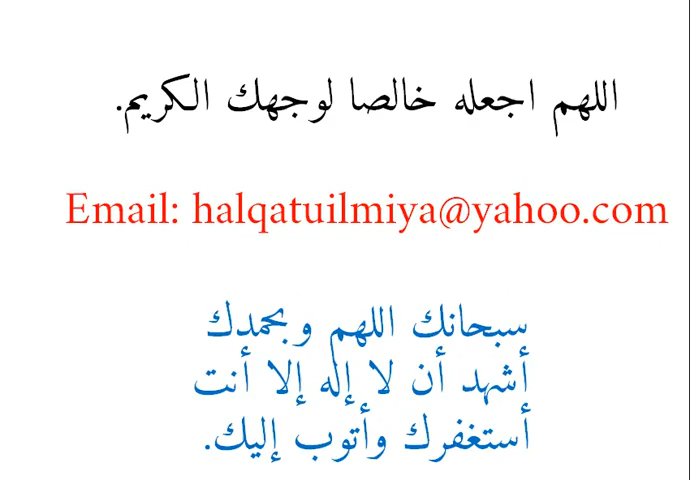 اللهم اجعله خالصا لوجهك الكريم.
Email: halqatuilmiya@yahoo.com
سبحانك اللهم وبحمدك
أشهد أن لا إله إلا أنت
أستغفرك وأتوب إليك.